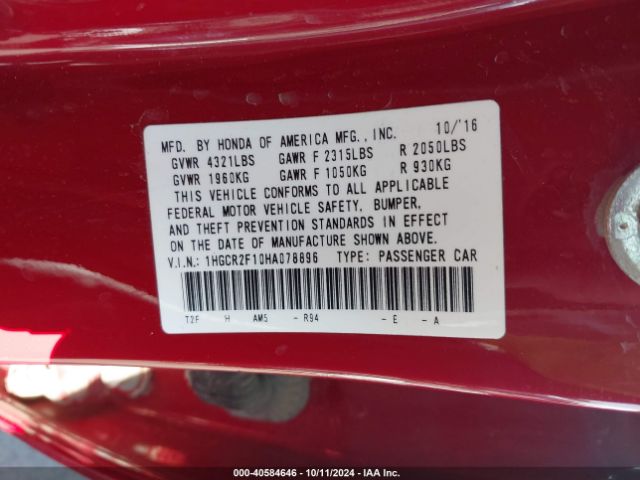 MFD. BY HONDA OF AMERICA MFG., INC. 10/'16
GVWR 4321LBS GAWR F 2315LBS R 2050LBS
GVWR 1960KG GAWR F 1050KG R 930KG
THIS VEHICLE CONFORMS TO ALL APPLICABLE
FEDERAL MOTOR VEHICLE SAFETY, BUMPER,
AND THEFT PREVENTION STANDARDS IN EFFECT
ON THE DATE OF MANUFACTURE SHOWN ABOVE.
V.I.N.: 1HGCR2F10HA078896 TYPE: PASSENGER CAR
T2F H AM5 - R94 - E - A
000-40584646 - 10/11/2024 - IAA Inc.